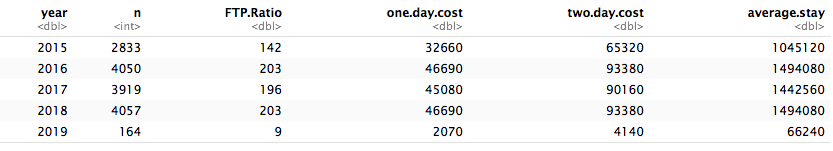 year n FTP.Ratio one.day.cost two.day.cost average.stay
<dbl> <int> <dbl> <dbl> <dbl> <dbl>
2015 2833 142 32660 65320 1045120
2016 4050 203 46690 93380 1494080
2017 3919 196 45080 90160 1442560
2018 4057 203 46690 93380 1494080
2019 164 9 2070 4140 66240